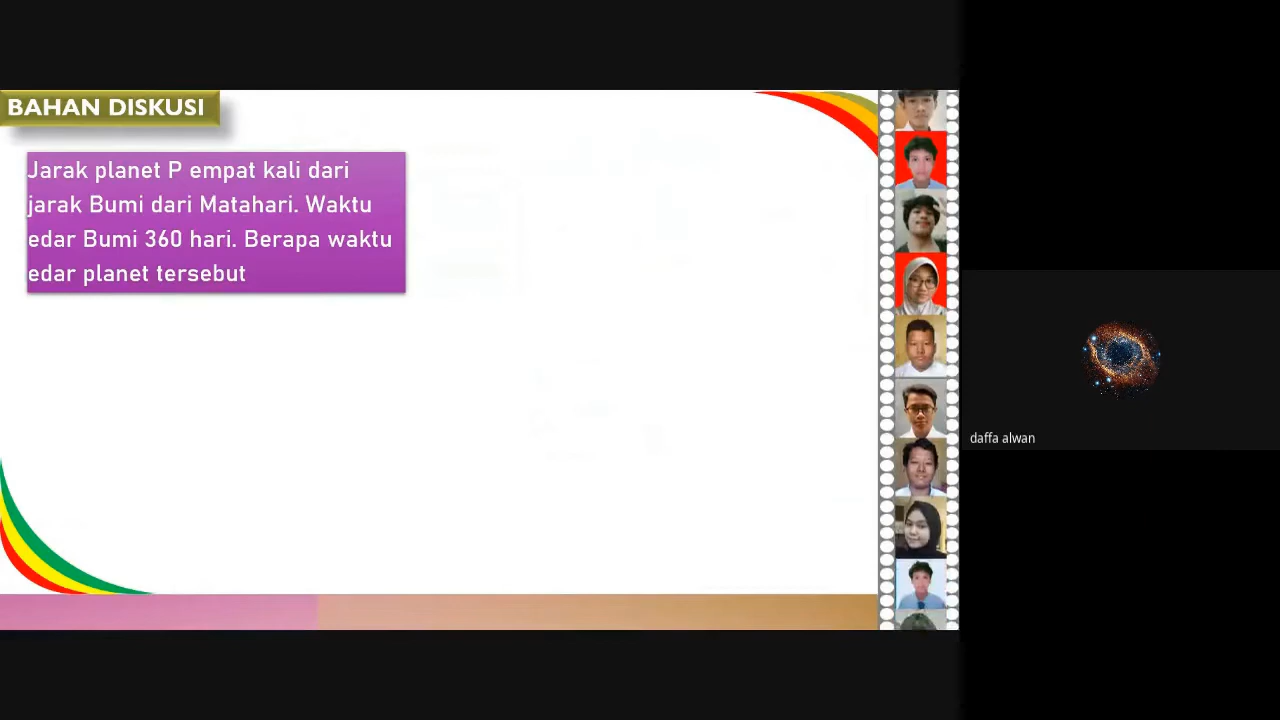 BAHAN DISKUSI
Jarak planet P empat kali dari
jarak Bumi dari Matahari. Waktu
edar Bumi 360 hari. Berapa waktu
edar planet tersebut
daffa alwan